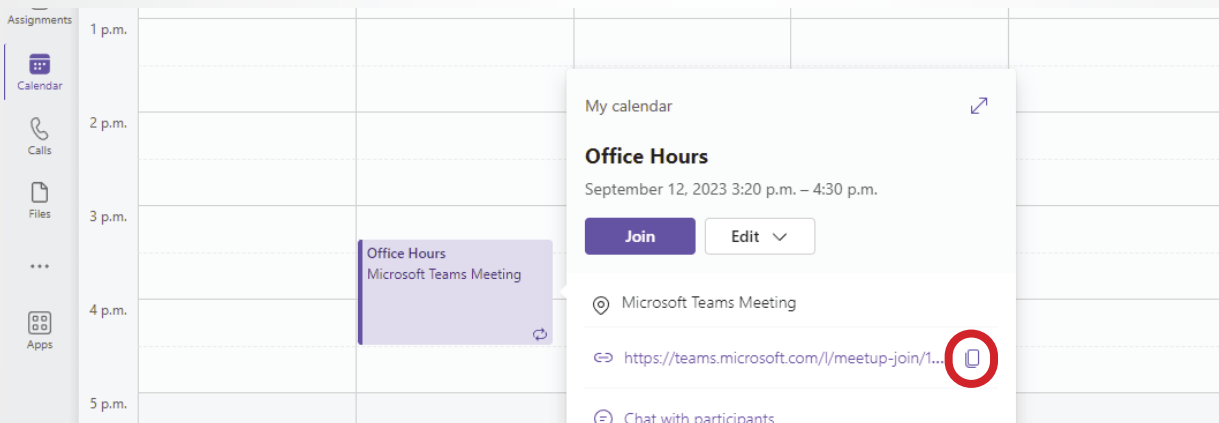 Assignments
Calendar
Calls
Files
Apps
1 p.m.
2 p.m.
3 p.m.
4 p.m.
5 p.m.
Office Hours
Microsoft Teams Meeting
My calendar
Office Hours
September 12, 2023 3:20 p.m. – 4:30 p.m.
Join
Edit
Microsoft Teams Meeting
https://teams.microsoft.com/l/meetup-join/1...
Chat with participants